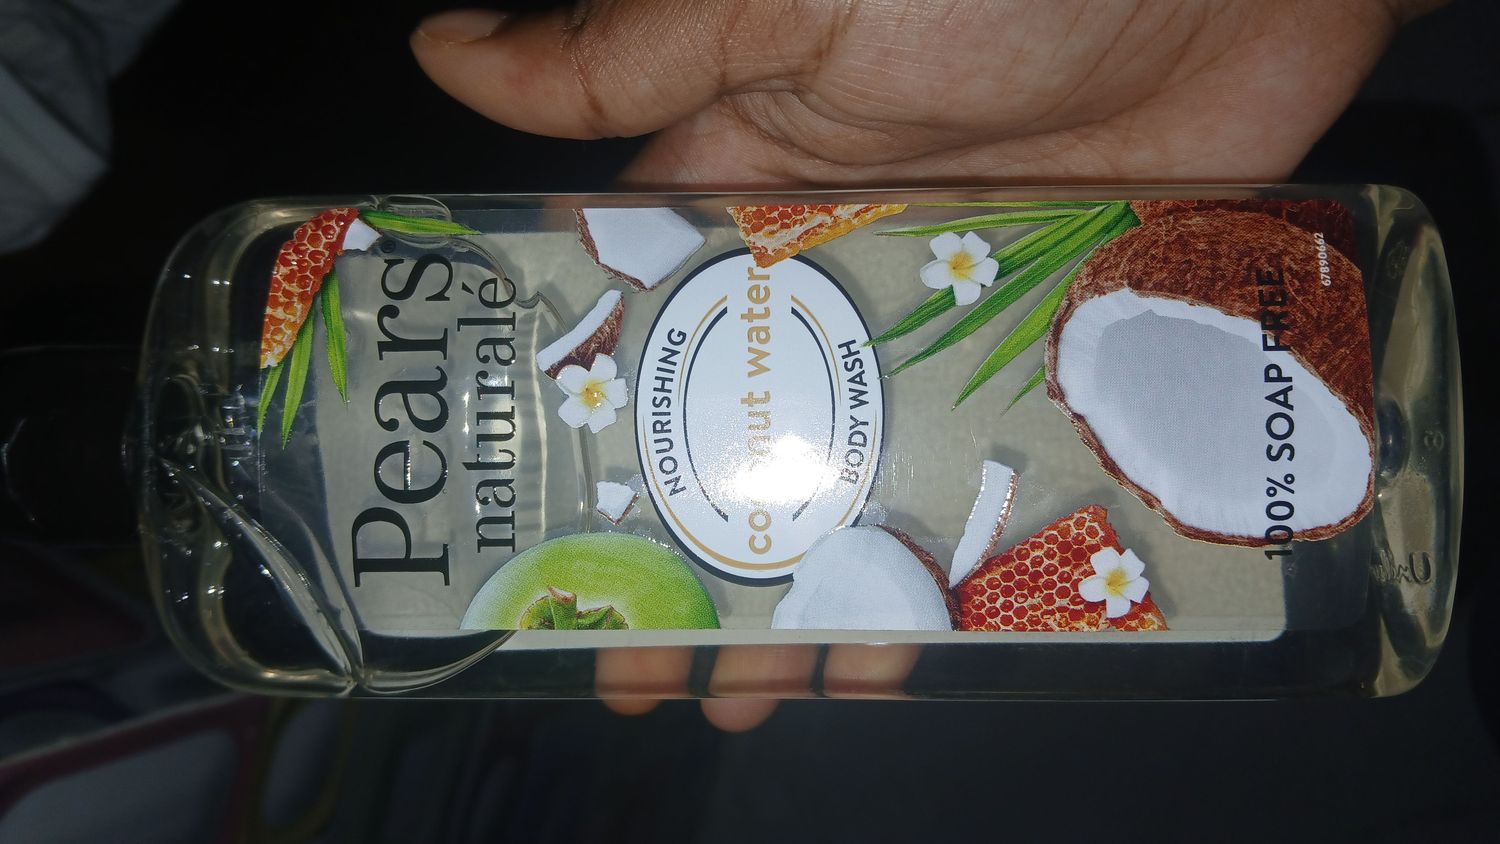 Pears®
naturalé
NOURISHING
coconut water
BODY WASH
100% SOAP FREE
67890662